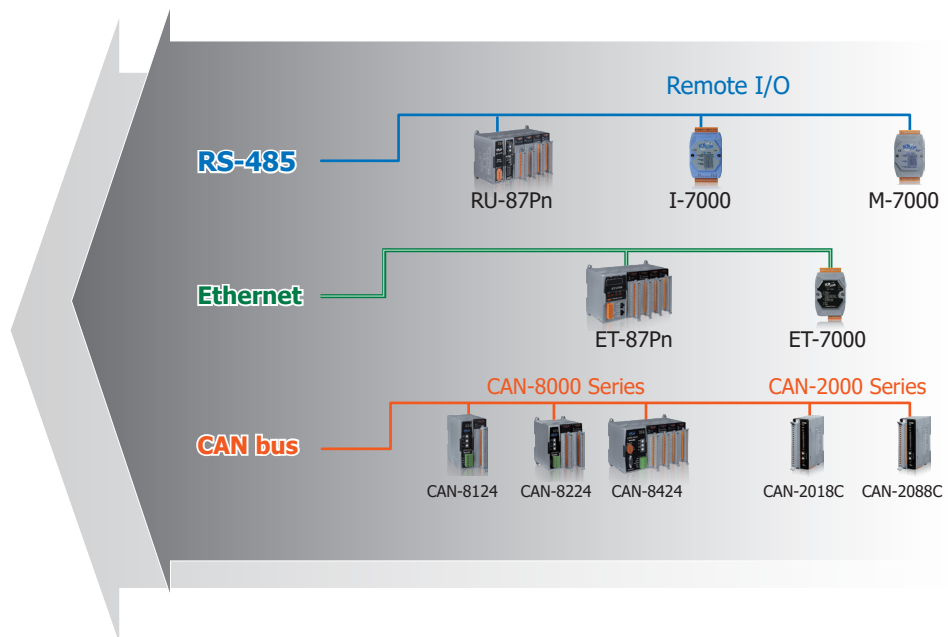 Remote I/O
RS-485
RU-87Pn
I-7000
M-7000
Ethernet
ET-87Pn
ET-7000
CAN-8000 Series
CAN-2000 Series
CAN bus
CAN-8124
CAN-8224
CAN-8424
CAN-2018C
CAN-2088C